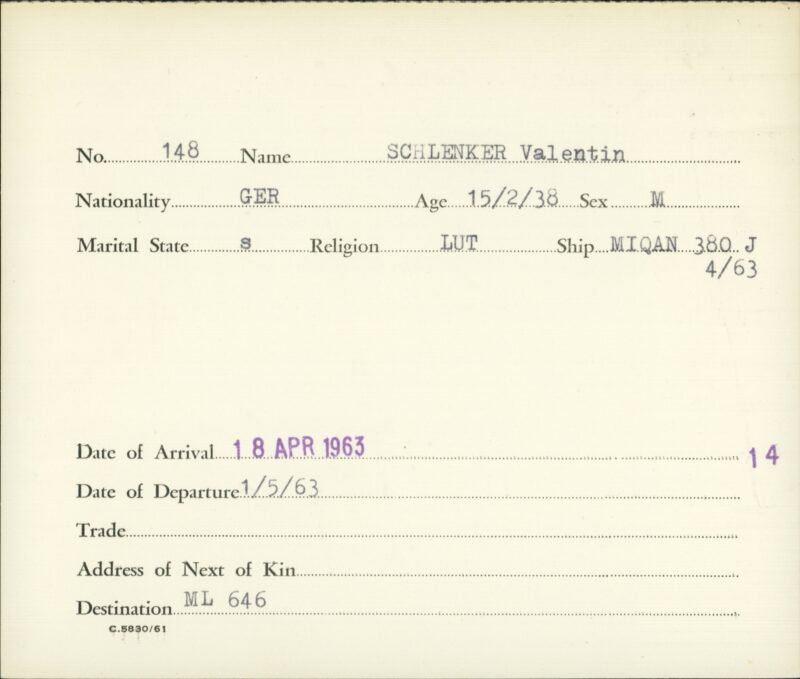 No. 148 Name SCHLENKER Valentin
Nationality GER Age 15/2/38 Sex M
Marital State s Religion LUT Ship MIQAN 380 J
4/63
Date of Arrival 18 APR 1963 14
Date of Departure 1/5/63
Trade
Address of Next of Kin
Destination ML 646
C.5830/61